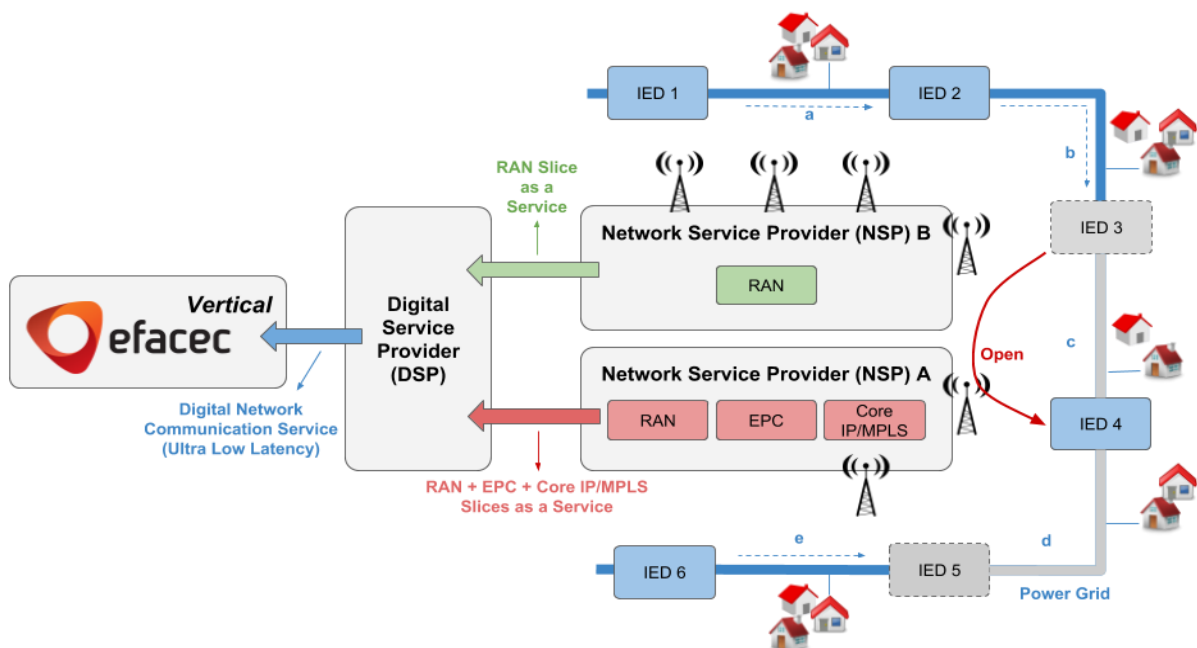 IED 1
IED 2
a
b
RAN Slice
as a
Service
Network Service Provider (NSP) B
RAN
IED 3
Vertical
efacec
Digital
Service
Provider
(DSP)
Open
c
Network Service Provider (NSP) A
RAN
EPC
Core
IP/MPLS
IED 4
Digital Network
Communication Service
(Ultra Low Latency)
RAN + EPC + Core IP/MPLS
Slices as a Service
e
d
IED 6
IED 5
Power Grid